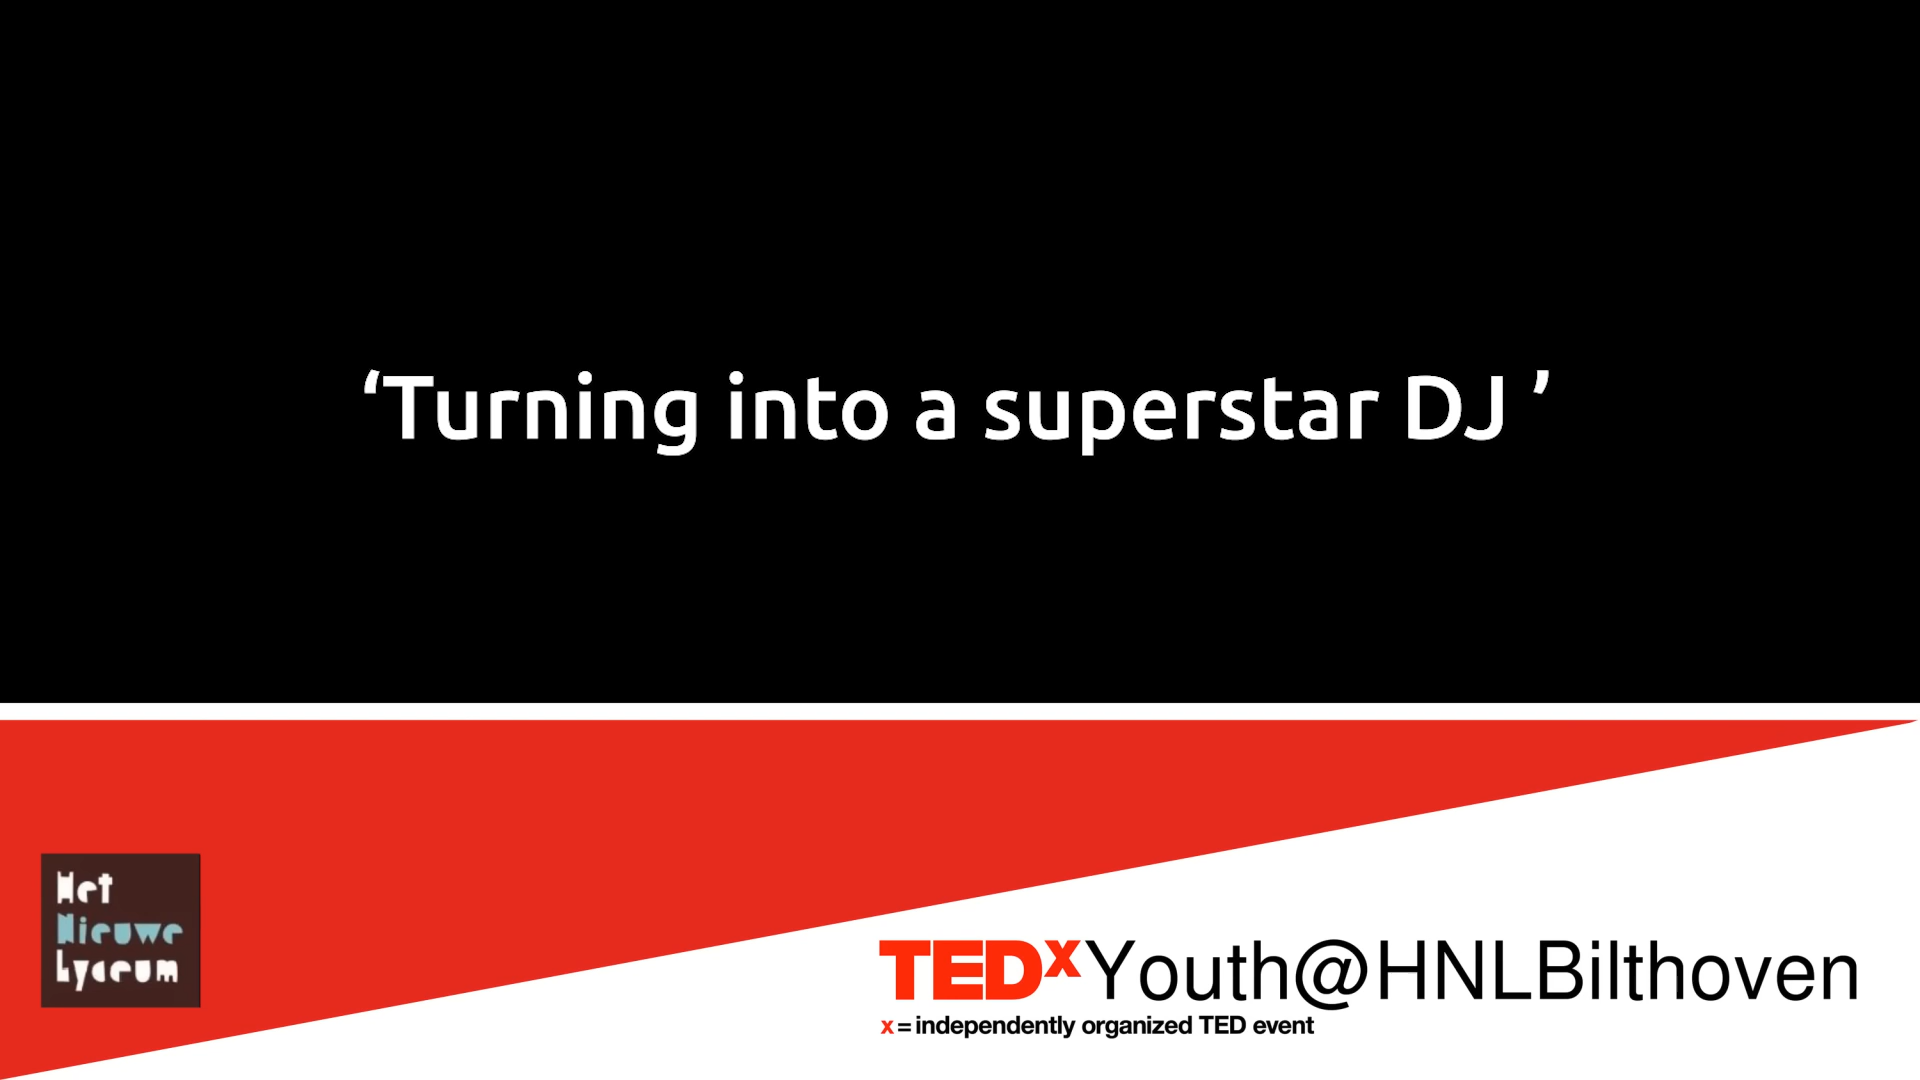 ‘Turning into a superstar DJ ’
Het
Nieuwe
Lyceum
TEDxYouth@HNLBilthoven
x = independently organized TED event